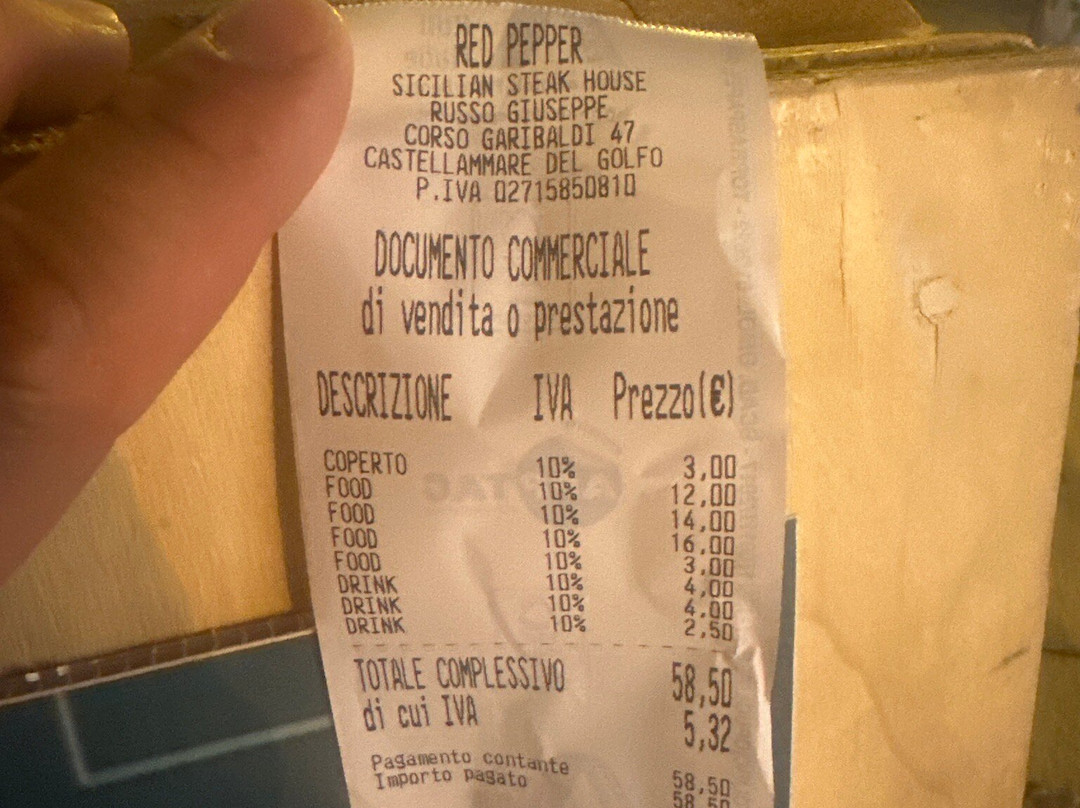 RED PEPPER
SICILIAN STEAK HOUSE
RUSSO GIUSEPPE
CORSO GARIBALDI 47
CASTELLAMMARE DEL GOLFO
P.IVA 02715850810
DOCUMENTO COMMERCIALE
di vendita o prestazione
DESCRIZIONE IVA Prezzo(€)
COPERTO 10% 3,00
FOOD 10% 12,00
FOOD 10% 14,00
FOOD 10% 16,00
FOOD 10% 3,00
DRINK 10% 4,00
DRINK 10% 4,00
DRINK 10% 2,50
TOTALE COMPLESSIVO 58,50
di cui IVA 5,32
Pagamento contante 58,50
Importo pagato 58,50